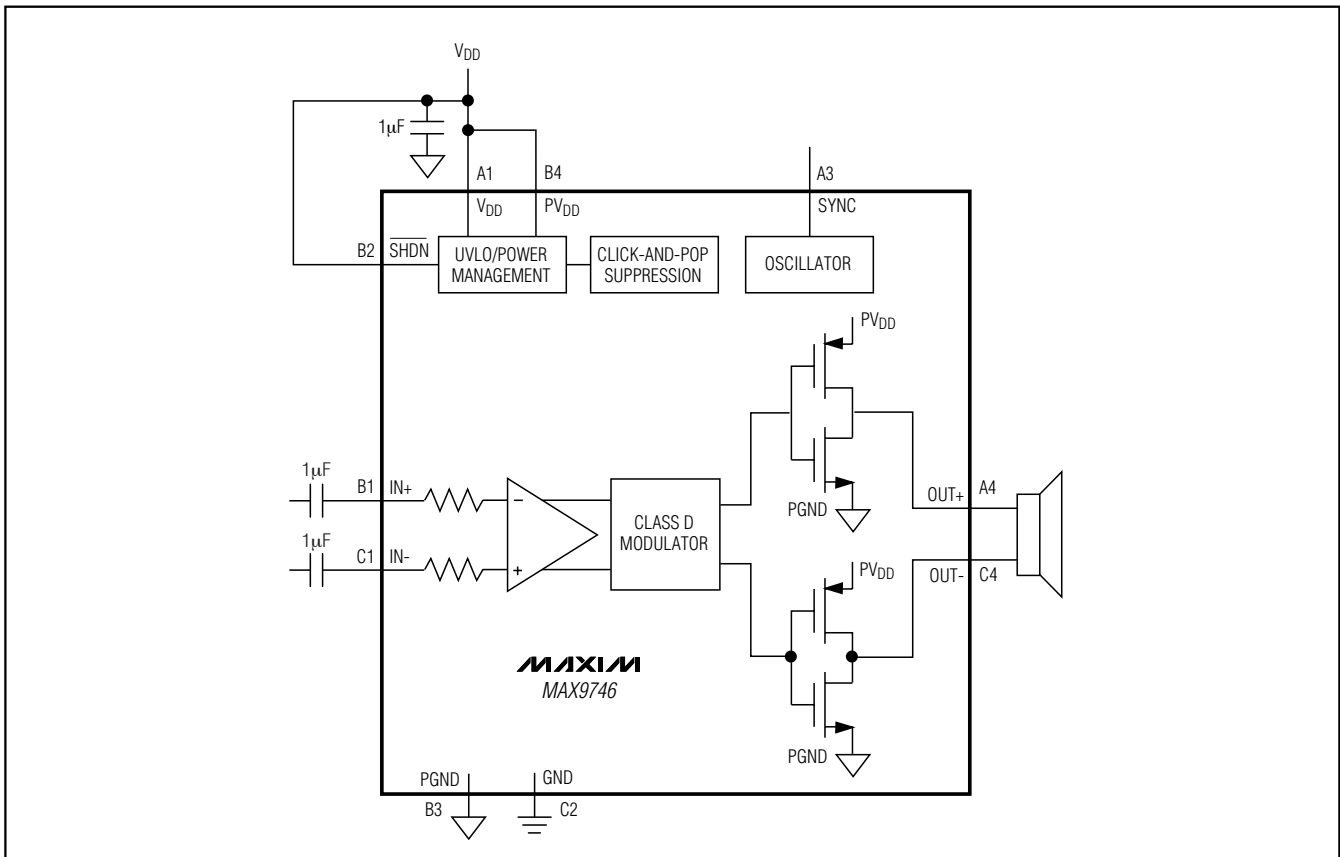 VDD
1µF
A1
B4
A3
VDD
PVDD
SYNC
B2
SHDN
UVLO/POWER
MANAGEMENT
CLICK-AND-POP
SUPPRESSION
OSCILLATOR
PVDD
1µF
B1
IN+
−
CLASS D
MODULATOR
PGND
OUT+
A4
1µF
C1
IN-
+
PVDD
OUT-
C4
MAXIM
MAX9746
PGND
PGND
GND
B3
C2